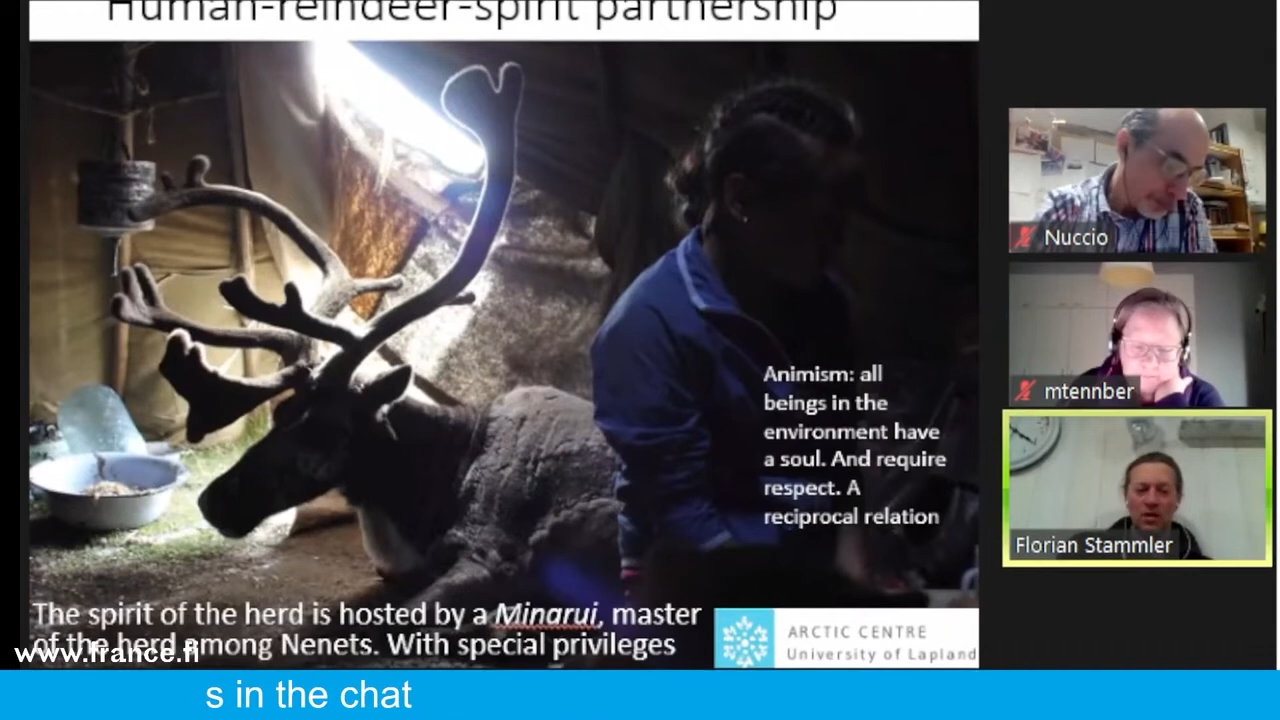 Human-reindeer-spirit partnership
Nuccio
mtennber
Florian Stammler
Animism: all
beings in the
environment have
a soul. And require
respect. A
reciprocal relation
The spirit of the herd is hosted by a Minarui, master
of the herd among Nenets. With special privileges
ARCTIC CENTRE
University of Lapland
www.france.fi
s in the chat